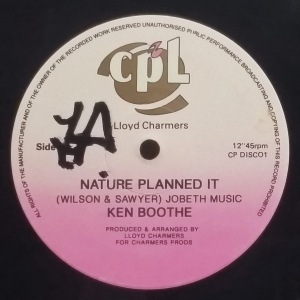 ALL RIGHTS OF THE MANUFACTURER AND OF THE OWNER OF THE RECORDED WORK RESERVED UNAUTHORISED PUBLIC PERFORMANCE BROADCASTING AND COPYING OF THIS RECORD PROHIBITED
cpL
Lloyd Charmers
Side
1A
12" 45rpm
CP DISCO1
NATURE PLANNED IT
(WILSON & SAWYER) JOBETH MUSIC
KEN BOOTHE
PRODUCED & ARRANGED BY
LLOYD CHARMERS
FOR CHARMERS PRODS